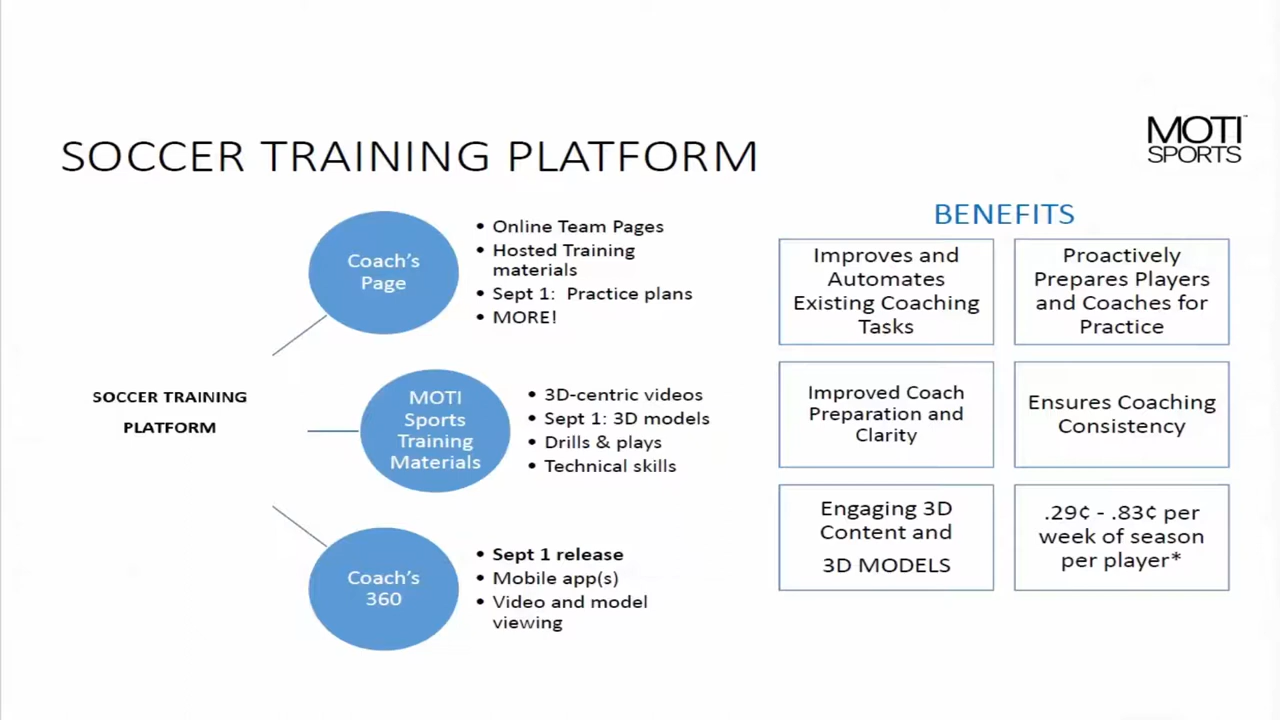 MOTI
SPORTS
SOCCER TRAINING PLATFORM
Coach's
Page
• Online Team Pages
• Hosted Training
materials
• Sept 1:  Practice plans
• MORE!
SOCCER TRAINING
PLATFORM
MOTI
Sports
Training
Materials
• 3D-centric videos
• Sept 1: 3D models
• Drills & plays
• Technical skills
Coach's
360
• Sept 1 release
• Mobile app(s)
• Video and model
viewing
BENEFITS
Improves and
Automates
Existing Coaching
Tasks
Proactively
Prepares Players
and Coaches for
Practice
Improved Coach
Preparation and
Clarity
Ensures Coaching
Consistency
Engaging 3D
Content and
3D MODELS
.29¢ - .83¢ per
week of season
per player*